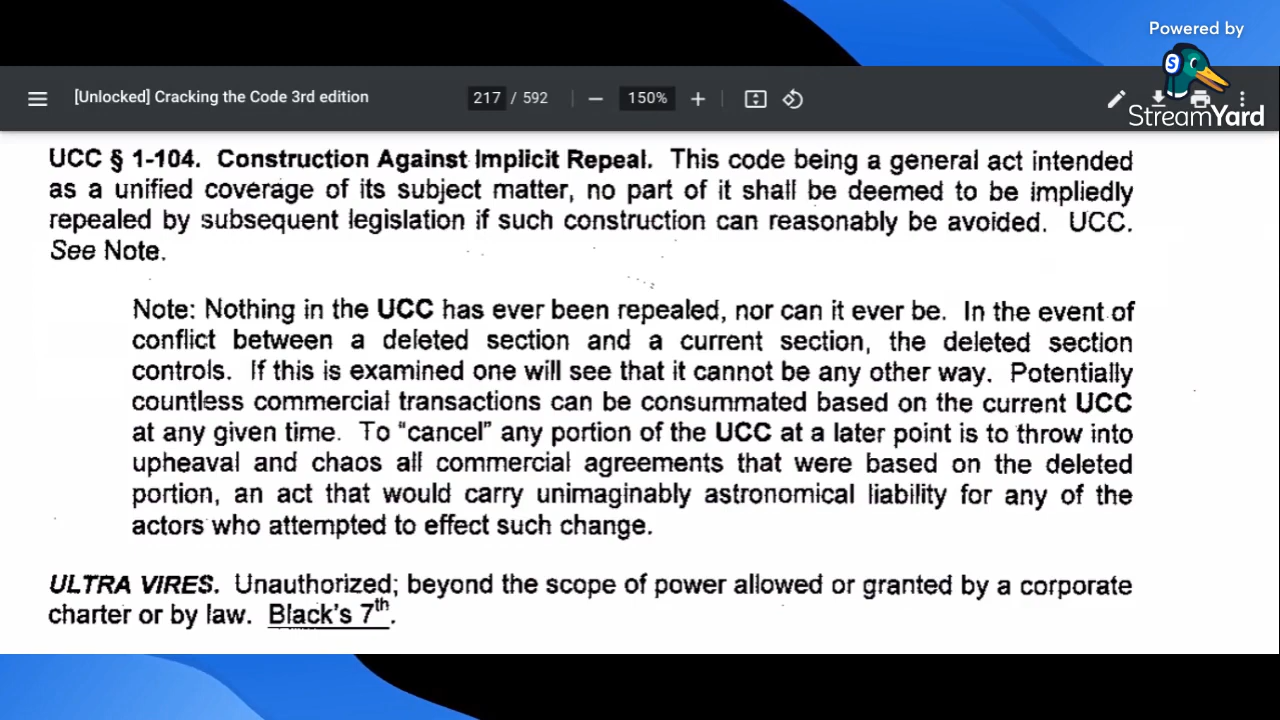 Powered by
[Unlocked] Cracking the Code 3rd edition
217 / 592
150%
S
StreamYard
UCC § 1-104. Construction Against Implicit Repeal. This code being a general act intended
as a unified coverage of its subject matter, no part of it shall be deemed to be impliedly
repealed by subsequent legislation if such construction can reasonably be avoided. UCC.
See Note.
Note: Nothing in the UCC has ever been repealed, nor can it ever be. In the event of
conflict between a deleted section and a current section, the deleted section
controls. If this is examined one will see that it cannot be any other way. Potentially
countless commercial transactions can be consummated based on the current UCC
at any given time. To “cancel” any portion of the UCC at a later point is to throw into
upheaval and chaos all commercial agreements that were based on the deleted
portion, an act that would carry unimaginably astronomical liability for any of the
actors who attempted to effect such change.
ULTRA VIRES. Unauthorized; beyond the scope of power allowed or granted by a corporate
charter or by law. Black's 7th.